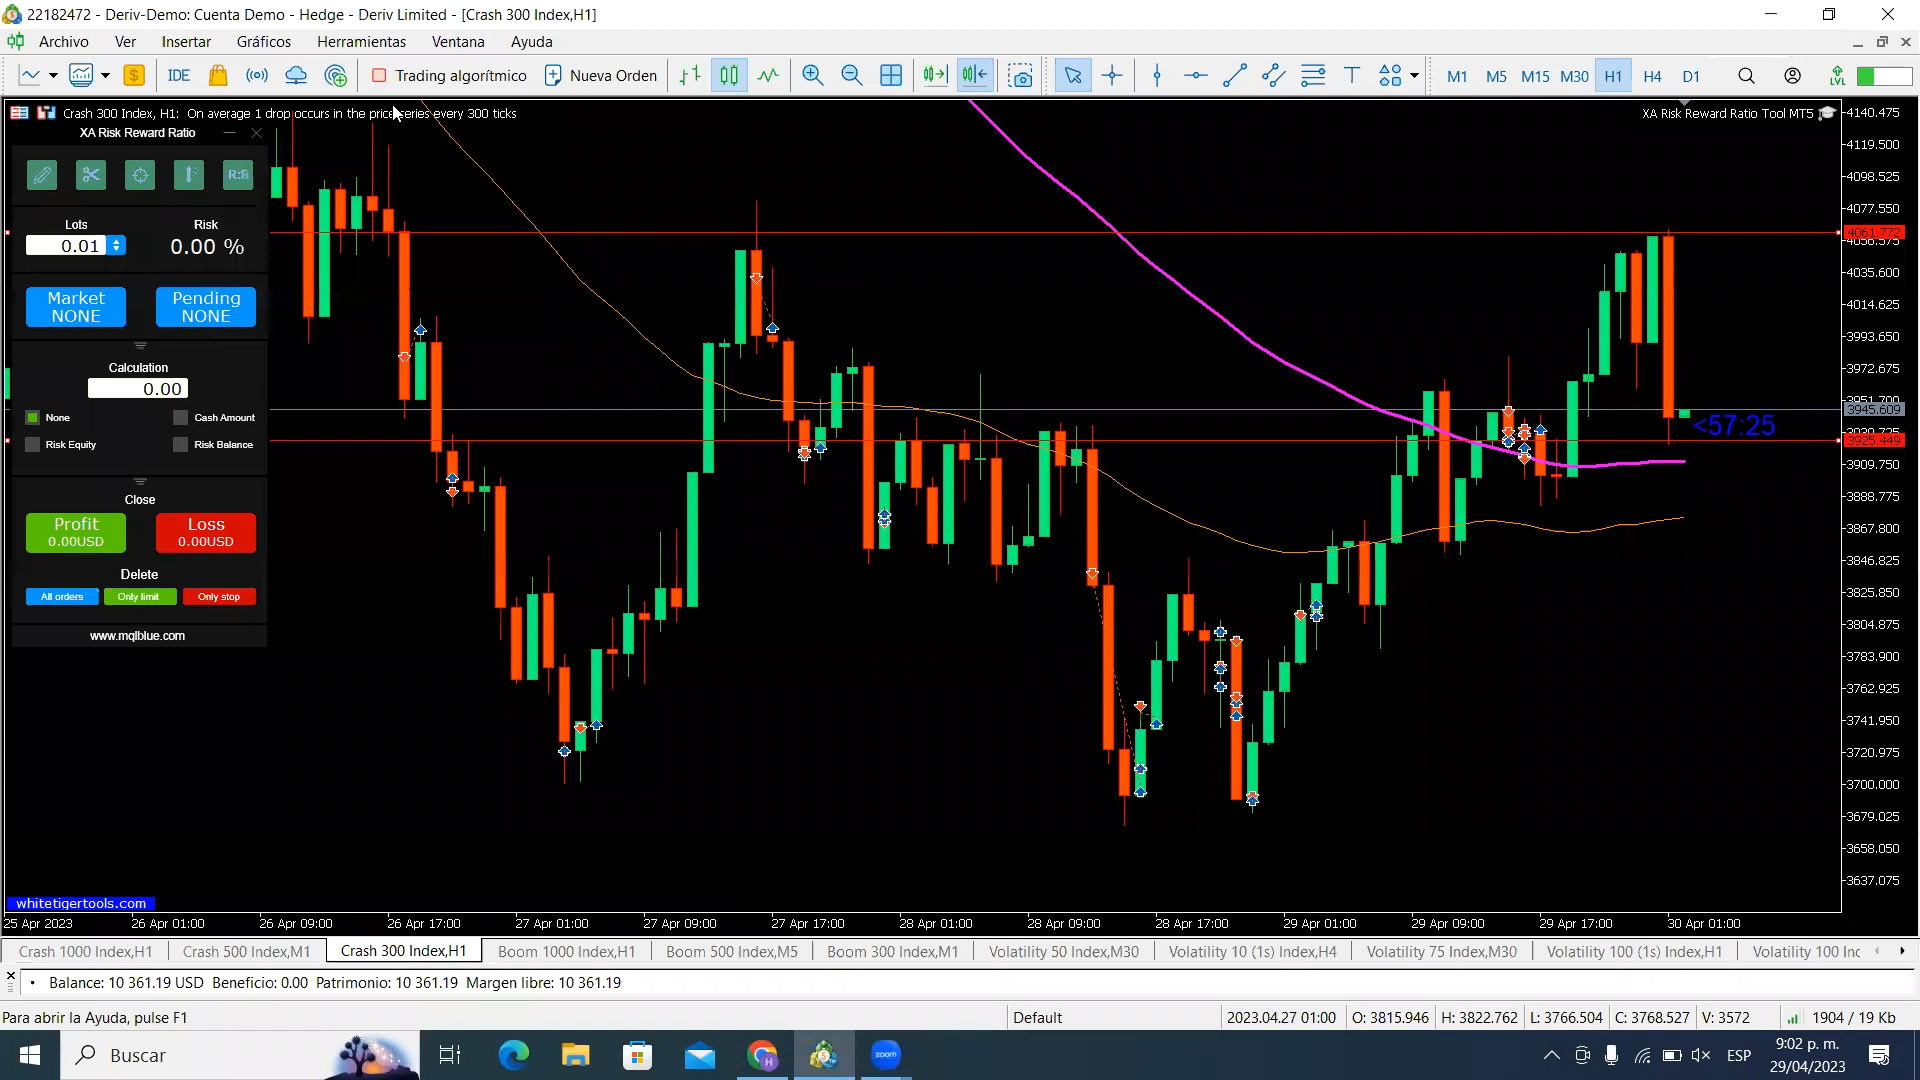 22182472 - Deriv-Demo: Cuenta Demo - Hedge - Deriv Limited - [Crash 300 Index,H1]
Archivo Ver Insertar Gráficos Herramientas Ventana Ayuda
IDE Trading algorítmico Nueva Orden M1 M5 M15 M30 H1 H4 D1 LVL
Crash 300 Index, H1: On average 1 drop occurs in the price series every 300 ticks
XA Risk Reward Ratio Tool MT5
XA Risk Reward Ratio
Lots Risk
0.01 0.00 %
Market NONE
Pending NONE
Calculation
0.00
None Cash Amount
Risk Equity Risk Balance
Close
Profit 0.00USD
Loss 0.00USD
Delete
All orders Only limit Only stop
www.mqlblue.com
<57:25
4140.475
4119.500
4098.525
4077.550
4061.772
4056.575
4035.600
4014.625
3993.650
3972.675
3951.700
3945.609
3930.725
3925.449
3909.750
3888.775
3867.800
3846.825
3825.850
3804.875
3783.900
3762.925
3741.950
3720.975
3700.000
3679.025
3658.050
3637.075
whitetigertools.com
25 Apr 2023 26 Apr 01:00 26 Apr 09:00 26 Apr 17:00 27 Apr 01:00 27 Apr 09:00 27 Apr 17:00 28 Apr 01:00 28 Apr 09:00 28 Apr 17:00 29 Apr 01:00 29 Apr 09:00 29 Apr 17:00 30 Apr 01:00
Crash 1000 Index,H1 Crash 500 Index,M1 Crash 300 Index,H1 Boom 1000 Index,H1 Boom 500 Index,M5 Boom 300 Index,M1 Volatility 50 Index,M30 Volatility 10 (1s) Index,H4 Volatility 75 Index,M30 Volatility 100 (1s) Index,H1 Volatility 100 Inc
Balance: 10 361.19 USD Beneficio: 0.00 Patrimonio: 10 361.19 Margen libre: 10 361.19
Para abrir la Ayuda, pulse F1 Default 2023.04.27 01:00 O: 3815.946 H: 3822.762 L: 3766.504 C: 3768.527 V: 3572 1904 / 19 Kb
Buscar zoom ESP 9:02 p. m.
29/04/2023